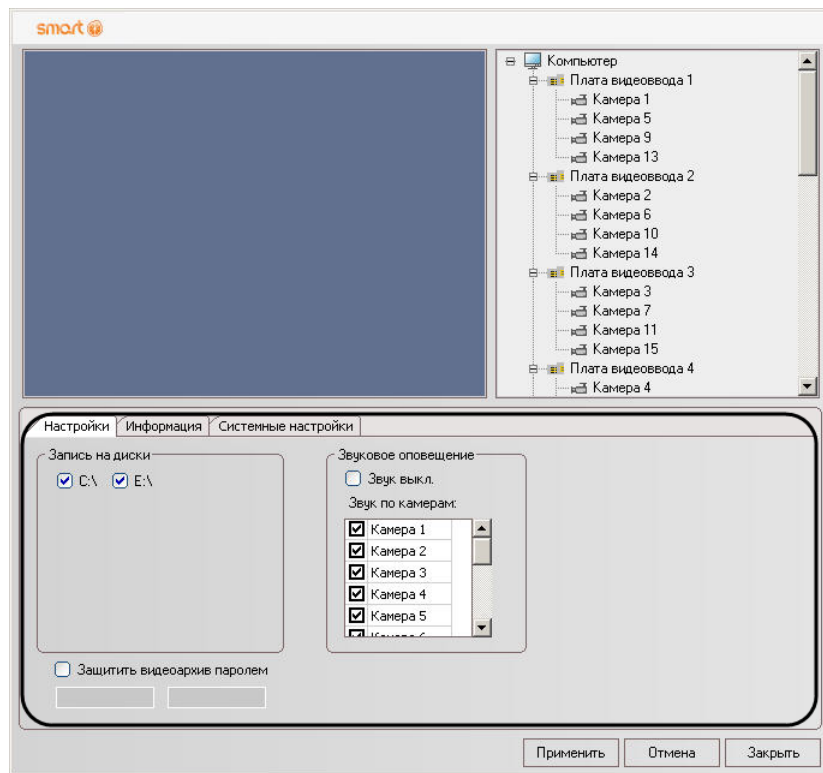 smart
Компьютер
Плата видеоввода 1
Камера 1
Камера 5
Камера 9
Камера 13
Плата видеоввода 2
Камера 2
Камера 6
Камера 10
Камера 14
Плата видеоввода 3
Камера 3
Камера 7
Камера 11
Камера 15
Плата видеоввода 4
Камера 4
Настройки Информация Системные настройки
Запись на диски
C:\ E:\
Звуковое оповещение
Звук выкл.
Звук по камерам:
Камера 1
Камера 2
Камера 3
Камера 4
Камера 5
Защитить видеоархив паролем
Применить Отмена Закрыть